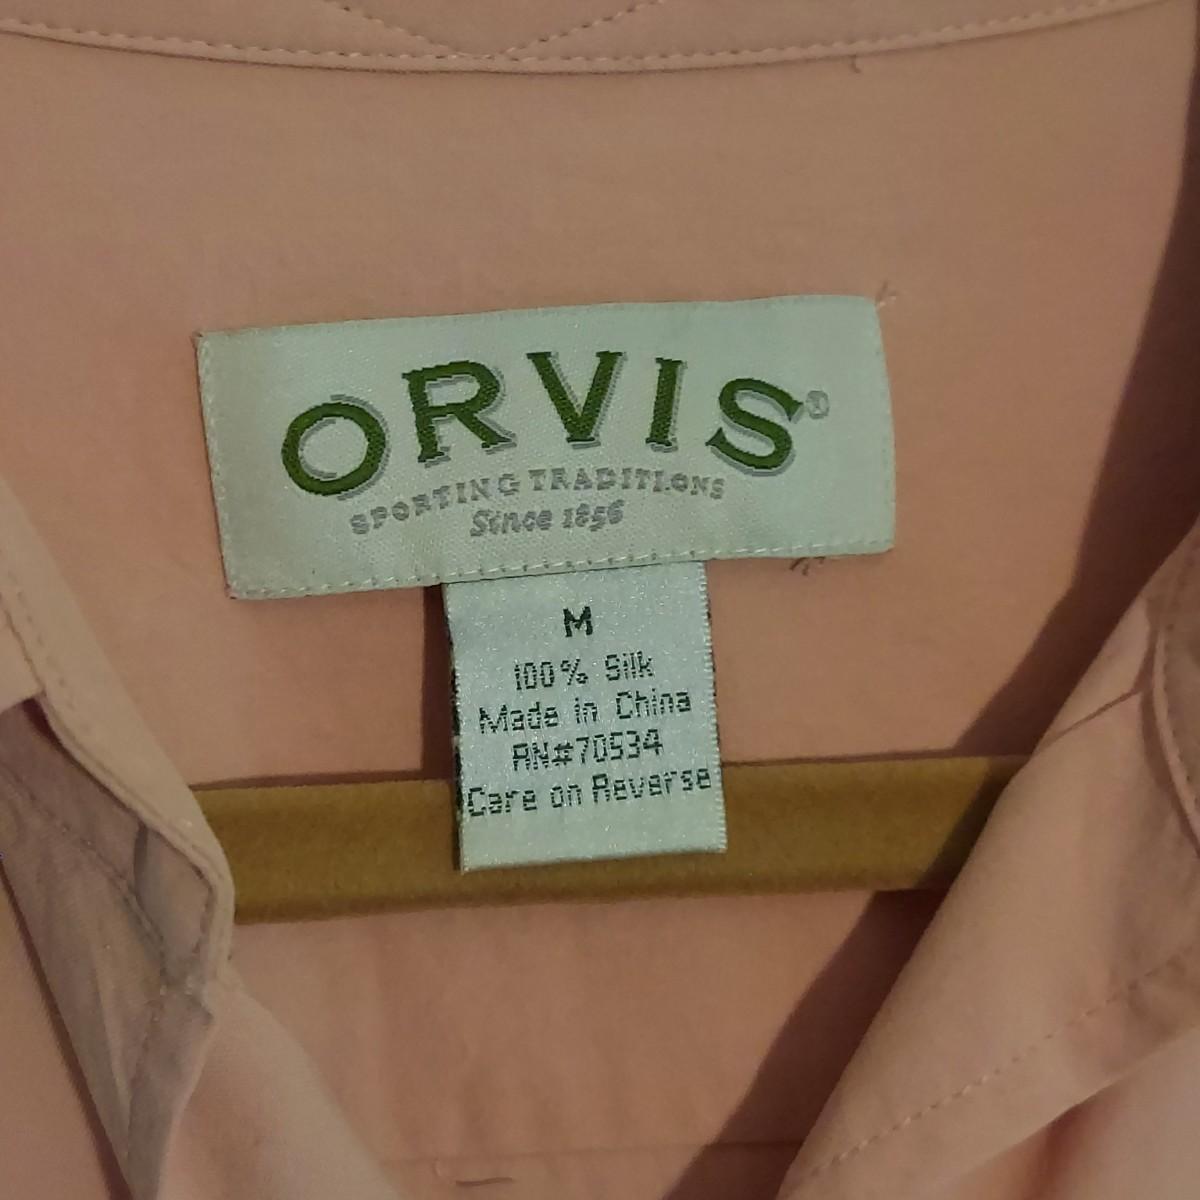 ORVIS®
SPORTING TRADITIONS
Since 1856
M
100% Silk
Made in China
RN#70534
Care on Reverse